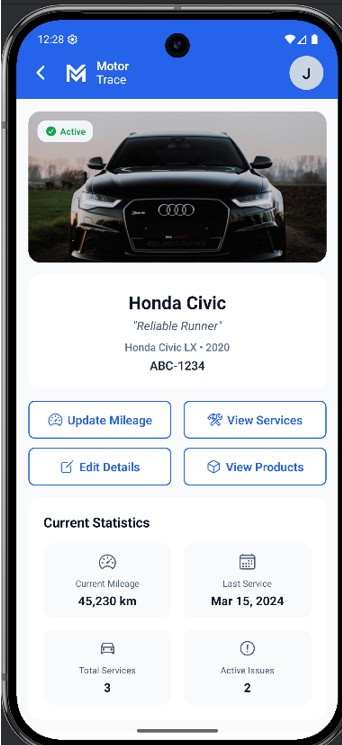 12:28
Motor
Trace
J
Active
Honda Civic
"Reliable Runner"
Honda Civic LX • 2020
ABC-1234
Update Mileage
View Services
Edit Details
View Products
Current Statistics
Current Mileage
45,230 km
Last Service
Mar 15, 2024
Total Services
3
Active Issues
2